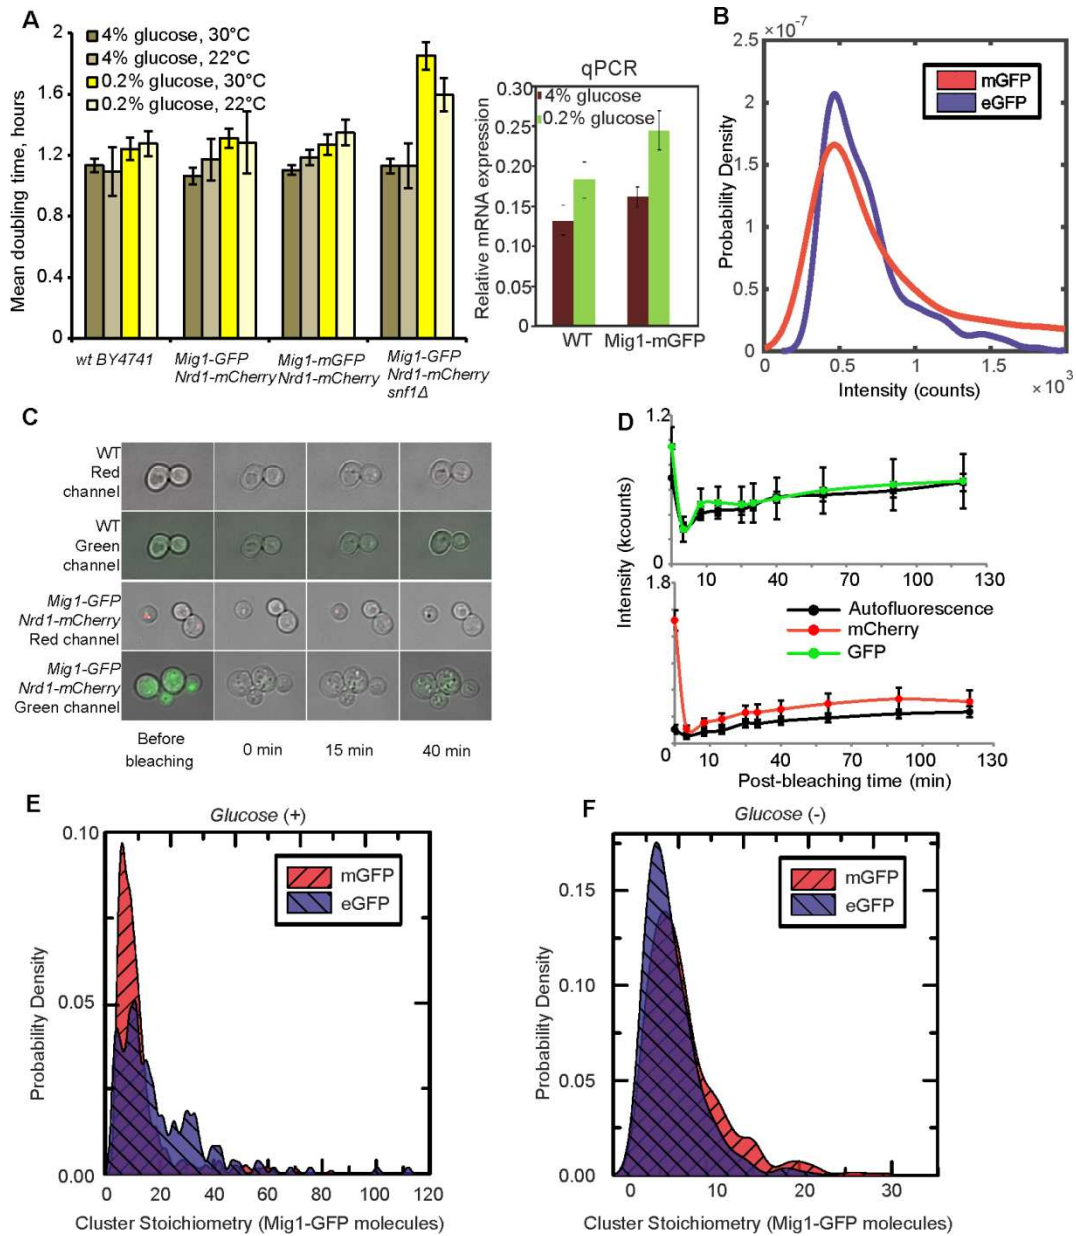 A
4% glucose, 30°C
4% glucose, 22°C
0.2% glucose, 30°C
0.2% glucose, 22°C
Mean doubling time, hours
2
1.6
1.2
0.8
0.4
0
wt BY4741
Mig1-GFP
Nrd1-mCherry
Mig1-mGFP
Nrd1-mCherry
Mig1-GFP
Nrd1-mCherry
snf1Δ
qPCR
4% glucose
0.2% glucose
Relative mRNA expression
0.30
0.25
0.20
0.15
0.10
0.05
0
WT
Mig1-mGFP
B
×10⁻⁷
mGFP
eGFP
Probability Density
2.5
2
1.5
1
0.5
0
0
0.5
1
1.5
×10³
Intensity (counts)
C
WT
Red
channel
WT
Green
channel
Mig1-GFP
Nrd1-mCherry
Red channel
Mig1-GFP
Nrd1-mCherry
Green channel
Before
bleaching
0 min
15 min
40 min
D
Intensity (kcounts)
1.2
0
10
40
70
100
130
1.8
0
Autofluorescence
mCherry
GFP
10
40
70
100
130
Post-bleaching time (min)
E
Glucose (+)
mGFP
eGFP
Probability Density
0.10
0.05
0.00
0
20
40
60
80
100
120
Cluster Stoichiometry (Mig1-GFP molecules)
F
Glucose (-)
mGFP
eGFP
Probability Density
0.15
0.10
0.05
0.00
0
10
20
30
Cluster Stoichiometry (Mig1-GFP molecules)